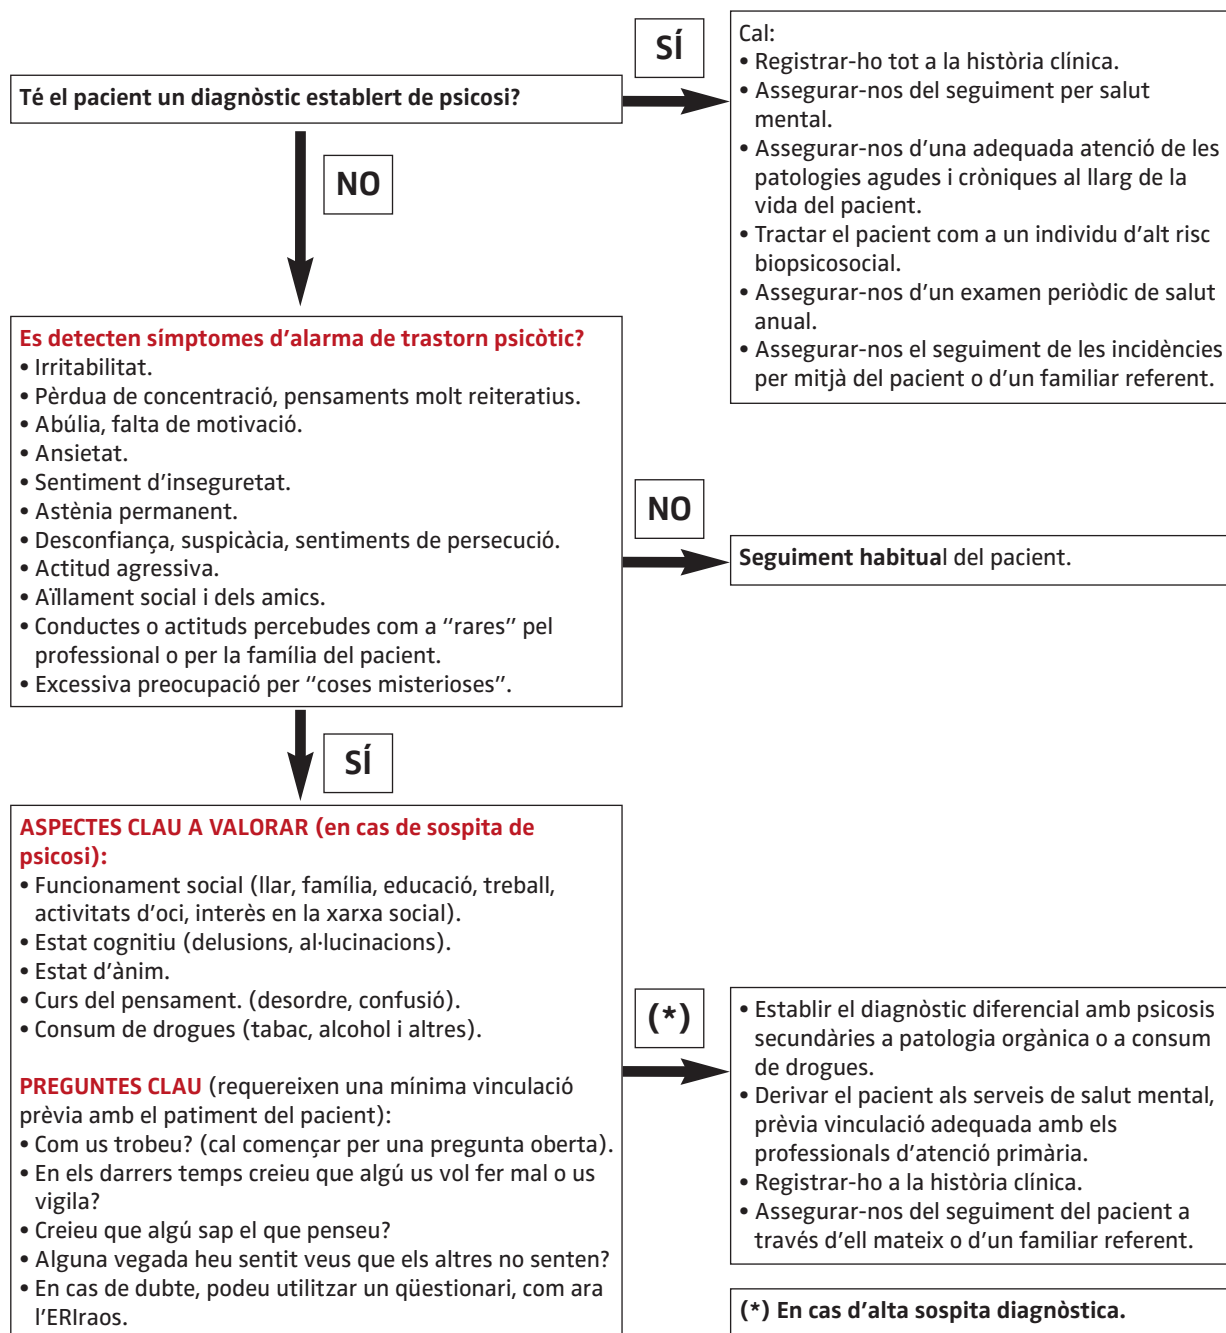 Té el pacient un diagnòstic establert de psicosi?
SÍ
Cal:
• Registrar-ho tot a la història clínica.
• Assegurar-nos del seguiment per salut
mental.
• Assegurar-nos d’una adequada atenció de les
patologies agudes i cròniques al llarg de la
vida del pacient.
• Tractar el pacient com a un individu d’alt risc
biopsicosocial.
• Assegurar-nos d’un examen periòdic de salut
anual.
• Assegurar-nos el seguiment de les incidències
per mitjà del pacient o d’un familiar referent.
NO
Es detecten símptomes d’alarma de trastorn psicòtic?
• Irritabilitat.
• Pèrdua de concentració, pensaments molt reiteratius.
• Abúlia, falta de motivació.
• Ansietat.
• Sentiment d’inseguretat.
• Astènia permanent.
• Desconfiança, suspicàcia, sentiments de persecució.
• Actitud agressiva.
• Aïllament social i dels amics.
• Conductes o actituds percebudes com a “rares” pel
professional o per la família del pacient.
• Excessiva preocupació per “coses misterioses”.
NO
Seguiment habitual del pacient.
SÍ
ASPECTES CLAU A VALORAR (en cas de sospita de
psicosi):
• Funcionament social (llar, família, educació, treball,
activitats d’oci, interès en la xarxa social).
• Estat cognitiu (delusions, al·lucinacions).
• Estat d’ànim.
• Curs del pensament. (desordre, confusió).
• Consum de drogues (tabac, alcohol i altres).
PREGUNTES CLAU (requereixen una mínima vinculació
prèvia amb el patiment del pacient):
• Com us trobeu? (cal començar per una pregunta oberta).
• En els darrers temps creieu que algú us vol fer mal o us
vigila?
• Creieu que algú sap el que penseu?
• Alguna vegada heu sentit veus que els altres no senten?
• En cas de dubte, podeu utilitzar un qüestionari, com ara
l’ERIraos.
(*)
• Establir el diagnòstic diferencial amb psicosis
secundàries a patologia orgànica o a consum
de drogues.
• Derivar el pacient als serveis de salut mental,
prèvia vinculació adequada amb els
professionals d’atenció primària.
• Registrar-ho a la història clínica.
• Assegurar-nos del seguiment del pacient a
través d’ell mateix o d’un familiar referent.
(*) En cas d’alta sospita diagnòstica.